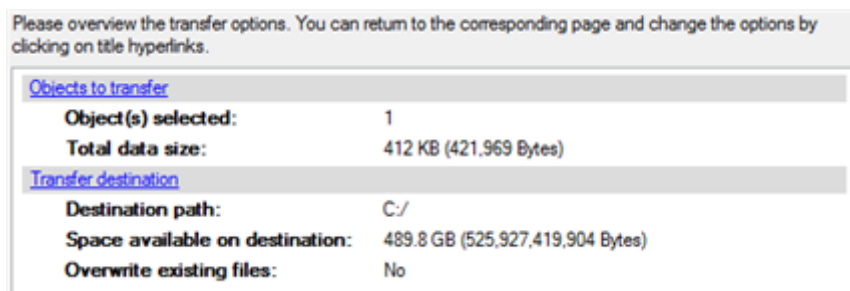 Please overview the transfer options. You can return to the corresponding page and change the options by
clicking on title hyperlinks.
Objects to transfer
Object(s) selected: 1
Total data size: 412 KB (421,969 Bytes)
Transfer destination
Destination path: C:/
Space available on destination: 489.8 GB (525,927,419,904 Bytes)
Overwrite existing files: No